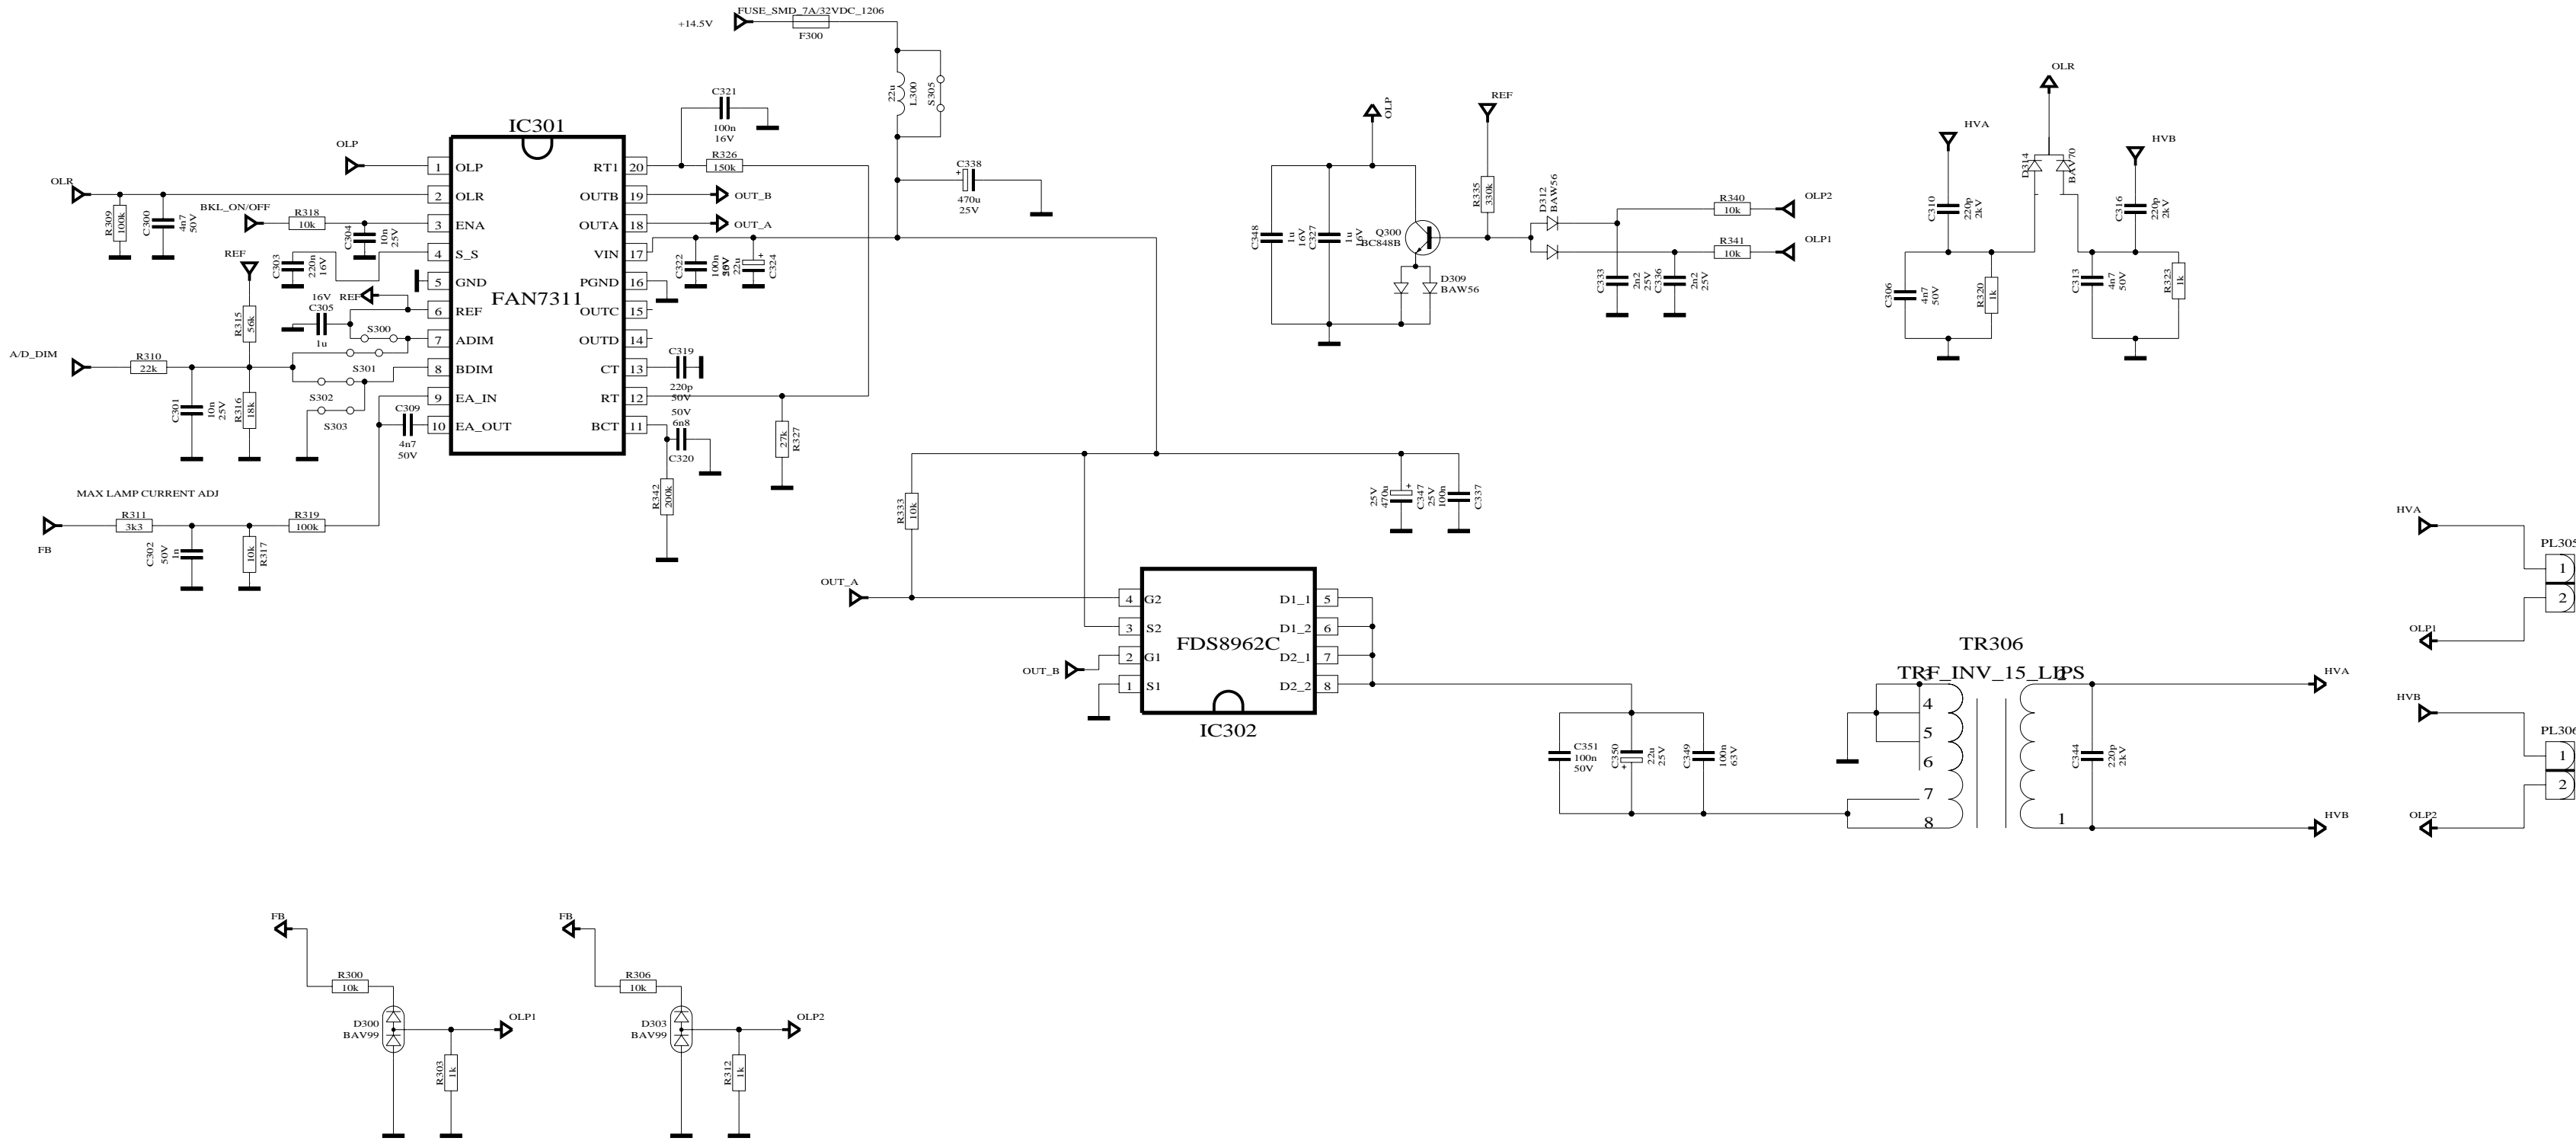 +14.5V
FUSE_SMD_7A/32VDC_1206
F300
22u
L300
S305
C321
100n
16V
R326
150k
C338
+
470u
25V
IC301
FAN7311
OLP
OLR
R309
100k
C300
4n7
50V
BKL_ON/OFF
R318
10k
C304
10n
25V
C303
220n
16V
REF
16V
REF
C305
1u
S300
R315
56k
A/D_DIM
R310
22k
S301
S302
S303
C301
10n
25V
R316
18k
C309
4n7
50V
1 OLP
2 OLR
3 ENA
4 S_S
5 GND
6 REF
7 ADIM
8 BDIM
9 EA_IN
10 EA_OUT
RT1 20
OUTB 19
OUTA 18
VIN 17
PGND 16
OUTC 15
OUTD 14
CT 13
RT 12
BCT 11
OUT_B
OUT_A
C322
100n
22u
+
C324
C319
220p
50V
50V
6n8
C320
27k
R327
R342
200k
MAX LAMP CURRENT ADJ
FB
R311
3k3
R319
100k
C302
50V
1n
10k
R317
OLP
REF
R335
330k
D312
BAW56
C348
1u
16V
C327
1u
16V
Q300
BC848B
D309
BAW56
R340
10k
OLP2
R341
10k
OLP1
C333
2n2
25V
C336
2n2
25V
OLR
HVA
HVB
D314
BAV70
C310
220p
2kV
C316
220p
2kV
C306
4n7
50V
R320
1k
C313
4n7
50V
R323
1k
R333
10k
25V
470u
+
C347
25V
100n
C337
OUT_A
OUT_B
4 G2
3 S2
2 G1
1 S1
D1_1 5
D1_2 6
D2_1 7
D2_2 8
FDS8962C
IC302
C351
100n
50V
C350
+
22u
25V
C349
100n
63V
TR306
TRF_INV_15_LIPS
3
4
5
6
7
8
2
1
C344
220p
2kV
HVA
HVB
HVA
PL305
1
2
OLP1
HVB
PL306
1
2
OLP2
FB
R300
10k
D300
BAV99
OLP1
R303
1k
FB
R306
10k
D303
BAV99
OLP2
R312
1k